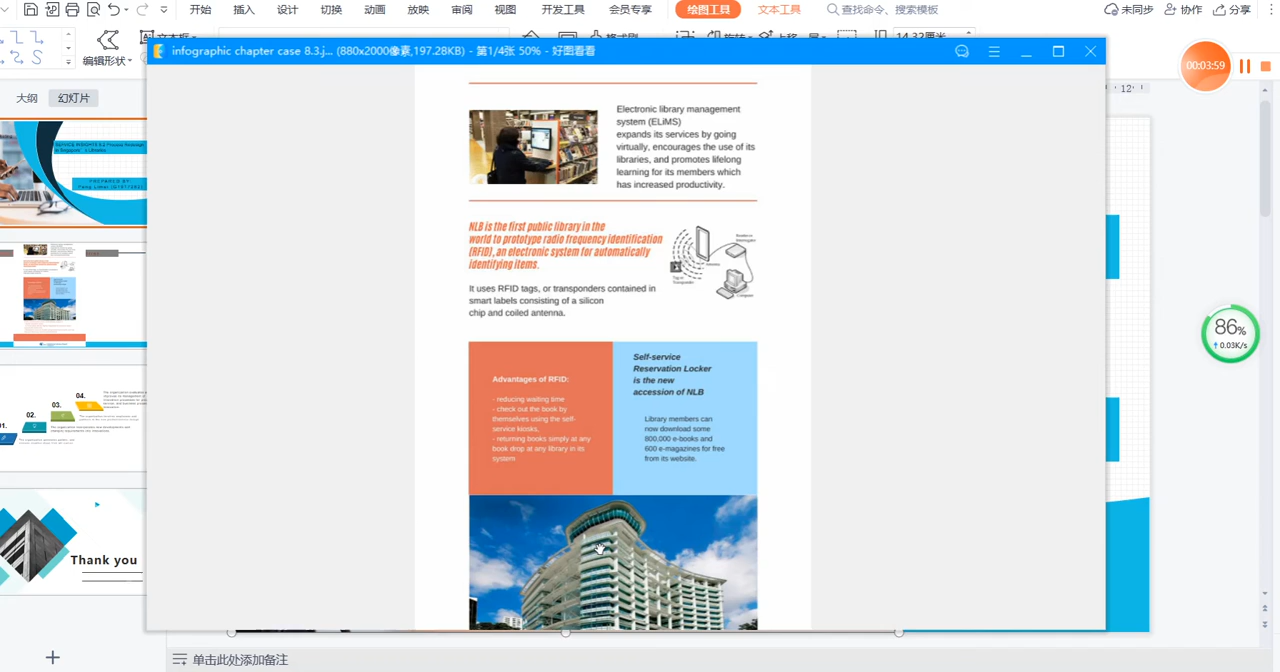 开始 插入 设计 切换 动画 放映 视图 开发工具 会员专享 绘图工具 文本工具 查找命令、搜索模板 未同步 协作 分享
编辑形状
infographic chapter case 8.3.j... (880x2000像素,197.28KB) - 第1/4张 50% - 好图看看
00:03:59
大纲 幻灯片
12
Electronic library management
system (ELiMS)
expands its services by going
virtually, encourages the use of its
libraries, and promotes lifelong
learning for its members which
has increased productivity.
NLB is the first public library in the
world to prototype radio frequency identification
(RFID), an electronic system for automatically
identifying items.
It uses RFID tags, or transponders contained in
smart labels consisting of a silicon
chip and coiled antenna.
Computer
Advantages of RFID:
- reducing waiting time
- check out the book by
themselves using the self-
service kiosks,
- returning books simply at any
book drop at any library in its
system
Self-service
Reservation Locker
is the new
accession of NLB
Library members can
now download some
800,000 e-books and
600 e-magazines for free
from its website.
86%
0.03K/s
02.
03.
04.
Thank you
单击此处添加备注